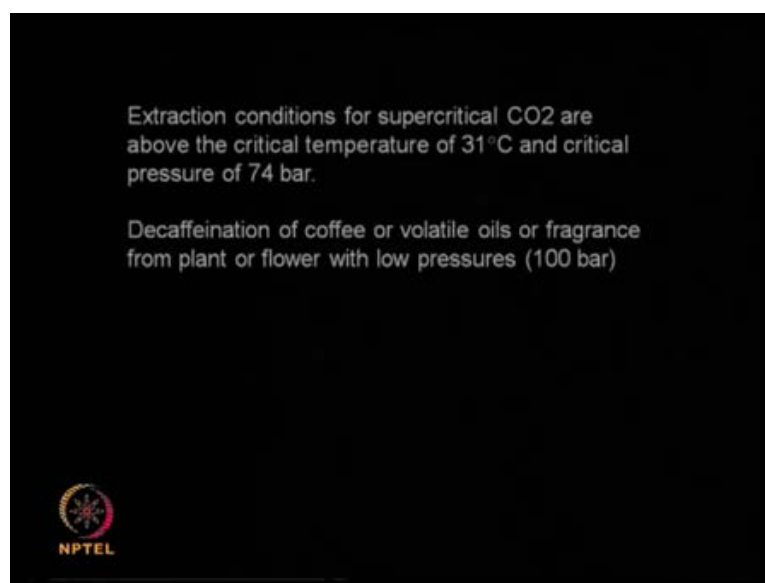 Extraction conditions for supercritical CO2 are
above the critical temperature of 31°C and critical
pressure of 74 bar.
Decaffeination of coffee or volatile oils or fragrance
from plant or flower with low pressures (100 bar)
NPTEL